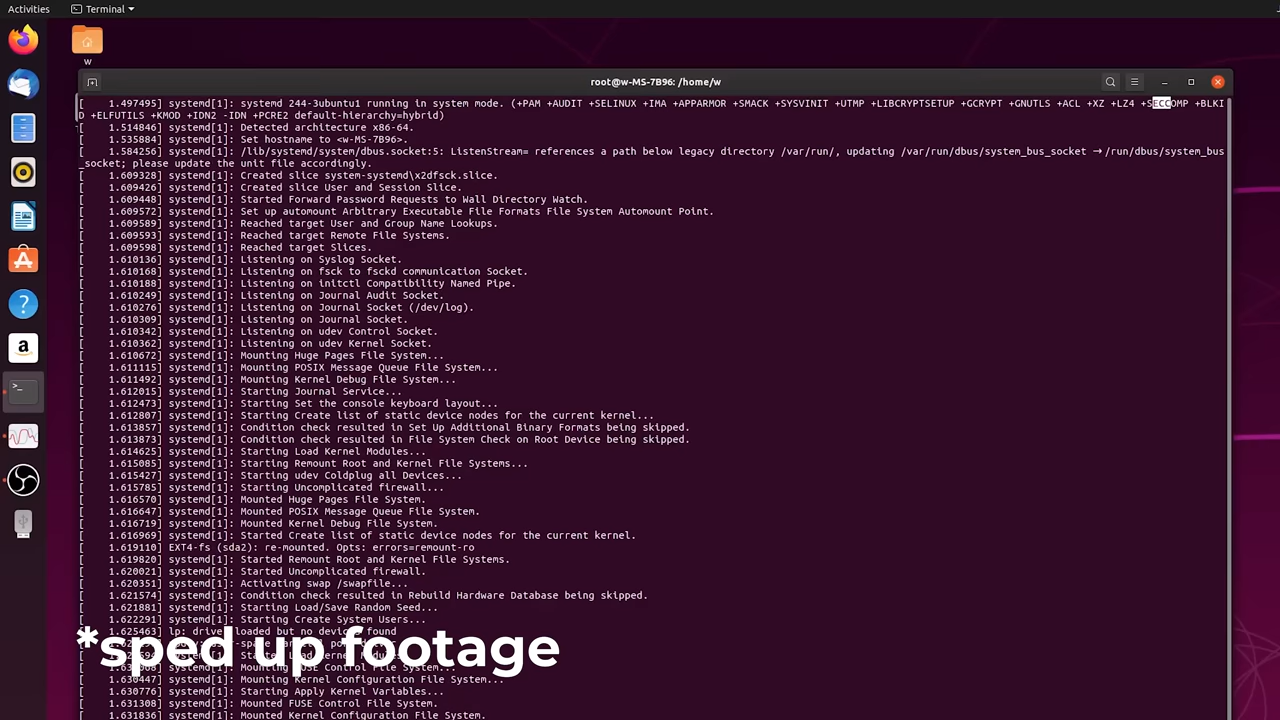 Activities
Terminal
w
root@w-MS-7B96: /home/w
[    1.497495] systemd[1]: systemd 244-3ubuntu1 running in system mode. (+PAM +AUDIT +SELINUX +IMA +APPARMOR +SMACK +SYSVINIT +UTMP +LIBCRYPTSETUP +GCRYPT +GNUTLS +ACL +XZ +LZ4 +SECCOMP +BLKI
D +ELFUTILS +KMOD +IDN2 -IDN +PCRE2 default-hierarchy=hybrid)
[    1.514846] systemd[1]: Detected architecture x86-64.
[    1.535884] systemd[1]: Set hostname to <w-MS-7B96>.
[    1.584256] systemd[1]: /lib/systemd/system/dbus.socket:5: ListenStream= references a path below legacy directory /var/run/, updating /var/run/dbus/system_bus_socket → /run/dbus/system_bus
_socket; please update the unit file accordingly.
[    1.609328] systemd[1]: Created slice system-systemd\x2dfsck.slice.
[    1.609426] systemd[1]: Created slice User and Session Slice.
[    1.609448] systemd[1]: Started Forward Password Requests to Wall Directory Watch.
[    1.609572] systemd[1]: Set up automount Arbitrary Executable File Formats File System Automount Point.
[    1.609589] systemd[1]: Reached target User and Group Name Lookups.
[    1.609593] systemd[1]: Reached target Remote File Systems.
[    1.609598] systemd[1]: Reached target Slices.
[    1.610136] systemd[1]: Listening on Syslog Socket.
[    1.610168] systemd[1]: Listening on fsck to fsckd communication Socket.
[    1.610188] systemd[1]: Listening on initctl Compatibility Named Pipe.
[    1.610249] systemd[1]: Listening on Journal Audit Socket.
[    1.610276] systemd[1]: Listening on Journal Socket (/dev/log).
[    1.610309] systemd[1]: Listening on Journal Socket.
[    1.610342] systemd[1]: Listening on udev Control Socket.
[    1.610362] systemd[1]: Listening on udev Kernel Socket.
[    1.610672] systemd[1]: Mounting Huge Pages File System...
[    1.611115] systemd[1]: Mounting POSIX Message Queue File System...
[    1.611492] systemd[1]: Mounting Kernel Debug File System...
[    1.612015] systemd[1]: Starting Journal Service...
[    1.612473] systemd[1]: Starting Set the console keyboard layout...
[    1.612807] systemd[1]: Starting Create list of static device nodes for the current kernel...
[    1.613857] systemd[1]: Condition check resulted in Set Up Additional Binary Formats being skipped.
[    1.613873] systemd[1]: Condition check resulted in File System Check on Root Device being skipped.
[    1.614625] systemd[1]: Starting Load Kernel Modules...
[    1.615085] systemd[1]: Starting Remount Root and Kernel File Systems...
[    1.615427] systemd[1]: Starting udev Coldplug all Devices...
[    1.615785] systemd[1]: Starting Uncomplicated firewall...
[    1.616570] systemd[1]: Mounted Huge Pages File System.
[    1.616647] systemd[1]: Mounted POSIX Message Queue File System.
[    1.616719] systemd[1]: Mounted Kernel Debug File System.
[    1.616969] systemd[1]: Started Create list of static device nodes for the current kernel.
[    1.619110] EXT4-fs (sda2): re-mounted. Opts: errors=remount-ro
[    1.619820] systemd[1]: Started Remount Root and Kernel File Systems.
[    1.620021] systemd[1]: Started Uncomplicated firewall.
[    1.620351] systemd[1]: Activating swap /swapfile...
[    1.621574] systemd[1]: Condition check resulted in Rebuild Hardware Database being skipped.
[    1.621881] systemd[1]: Starting Load/Save Random Seed...
[    1.622291] systemd[1]: Starting Create System Users...
[    1.625463] lp: driver loaded but no devices found
*sped up footage
systemd[1]: Mounting FUSE Control File System...
[    1.630447] systemd[1]: Mounting Kernel Configuration File System...
[    1.630776] systemd[1]: Starting Apply Kernel Variables...
[    1.631308] systemd[1]: Mounted FUSE Control File System.
[    1.631836] systemd[1]: Mounted Kernel Configuration File System.